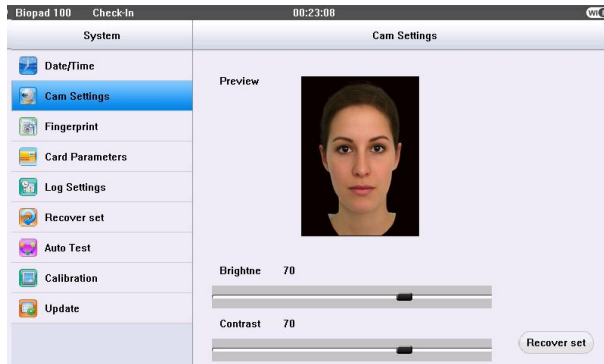 Biopad 100 Check-In 00:23:08
System
Cam Settings
Date/Time
Cam Settings
Fingerprint
Card Parameters
Log Settings
Recover set
Auto Test
Calibration
Update
Preview
Brightne 70
Contrast 70
Recover set